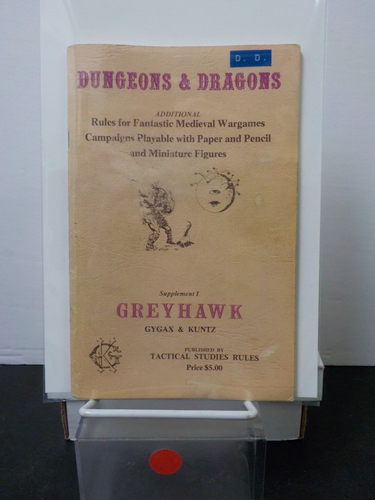 D. D.
DUNGEONS & DRAGONS
ADDITIONAL
Rules for Fantastic Medieval Wargames
Campaigns Playable with Paper and Pencil
and Miniature Figures
Supplement I
GREYHAWK
GYGAX & KUNTZ
PUBLISHED BY
TACTICAL STUDIES RULES
Price $5.00